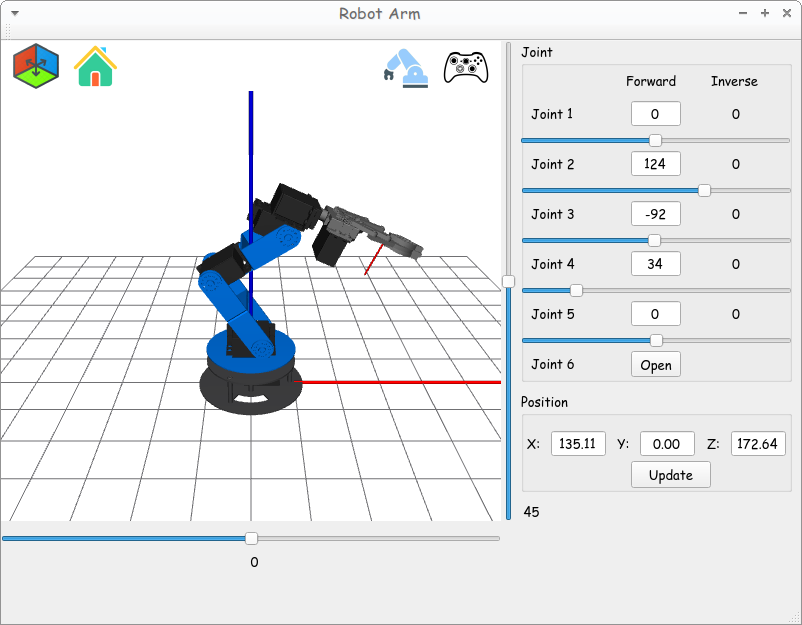 Robot Arm
Joint
Forward Inverse
Joint 1 0 0
Joint 2 124 0
Joint 3 -92 0
Joint 4 34 0
Joint 5 0 0
Joint 6 Open
Position
X: 135.11 Y: 0.00 Z: 172.64
Update
45
0